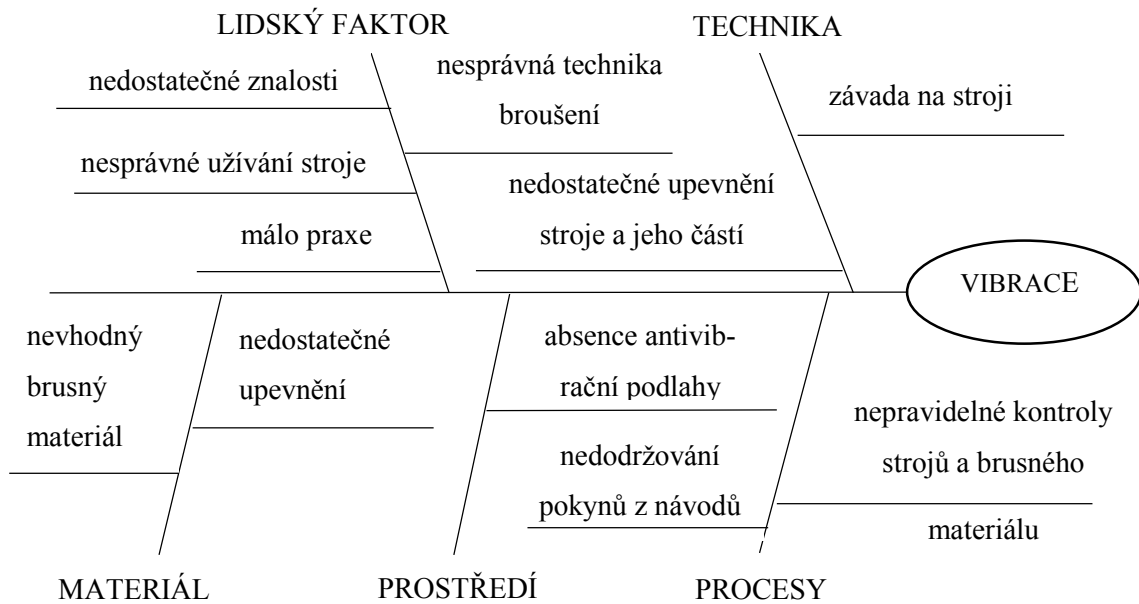 LIDSKÝ FAKTOR
TECHNIKA
nedostatečné znalosti
nesprávná technika
broušení
závada na stroji
nesprávné užívání stroje
nedostatečné upevnění
stroje a jeho částí
málo praxe
VIBRACE
nevhodný
brusný
materiál
nedostatečné
upevnění
absence antivib-
rační podlahy
nedodržování
pokynů z návodů
nepravidelné kontroly
strojů a brusného
materiálu
MATERIÁL
PROSTŘEDÍ
PROCESY